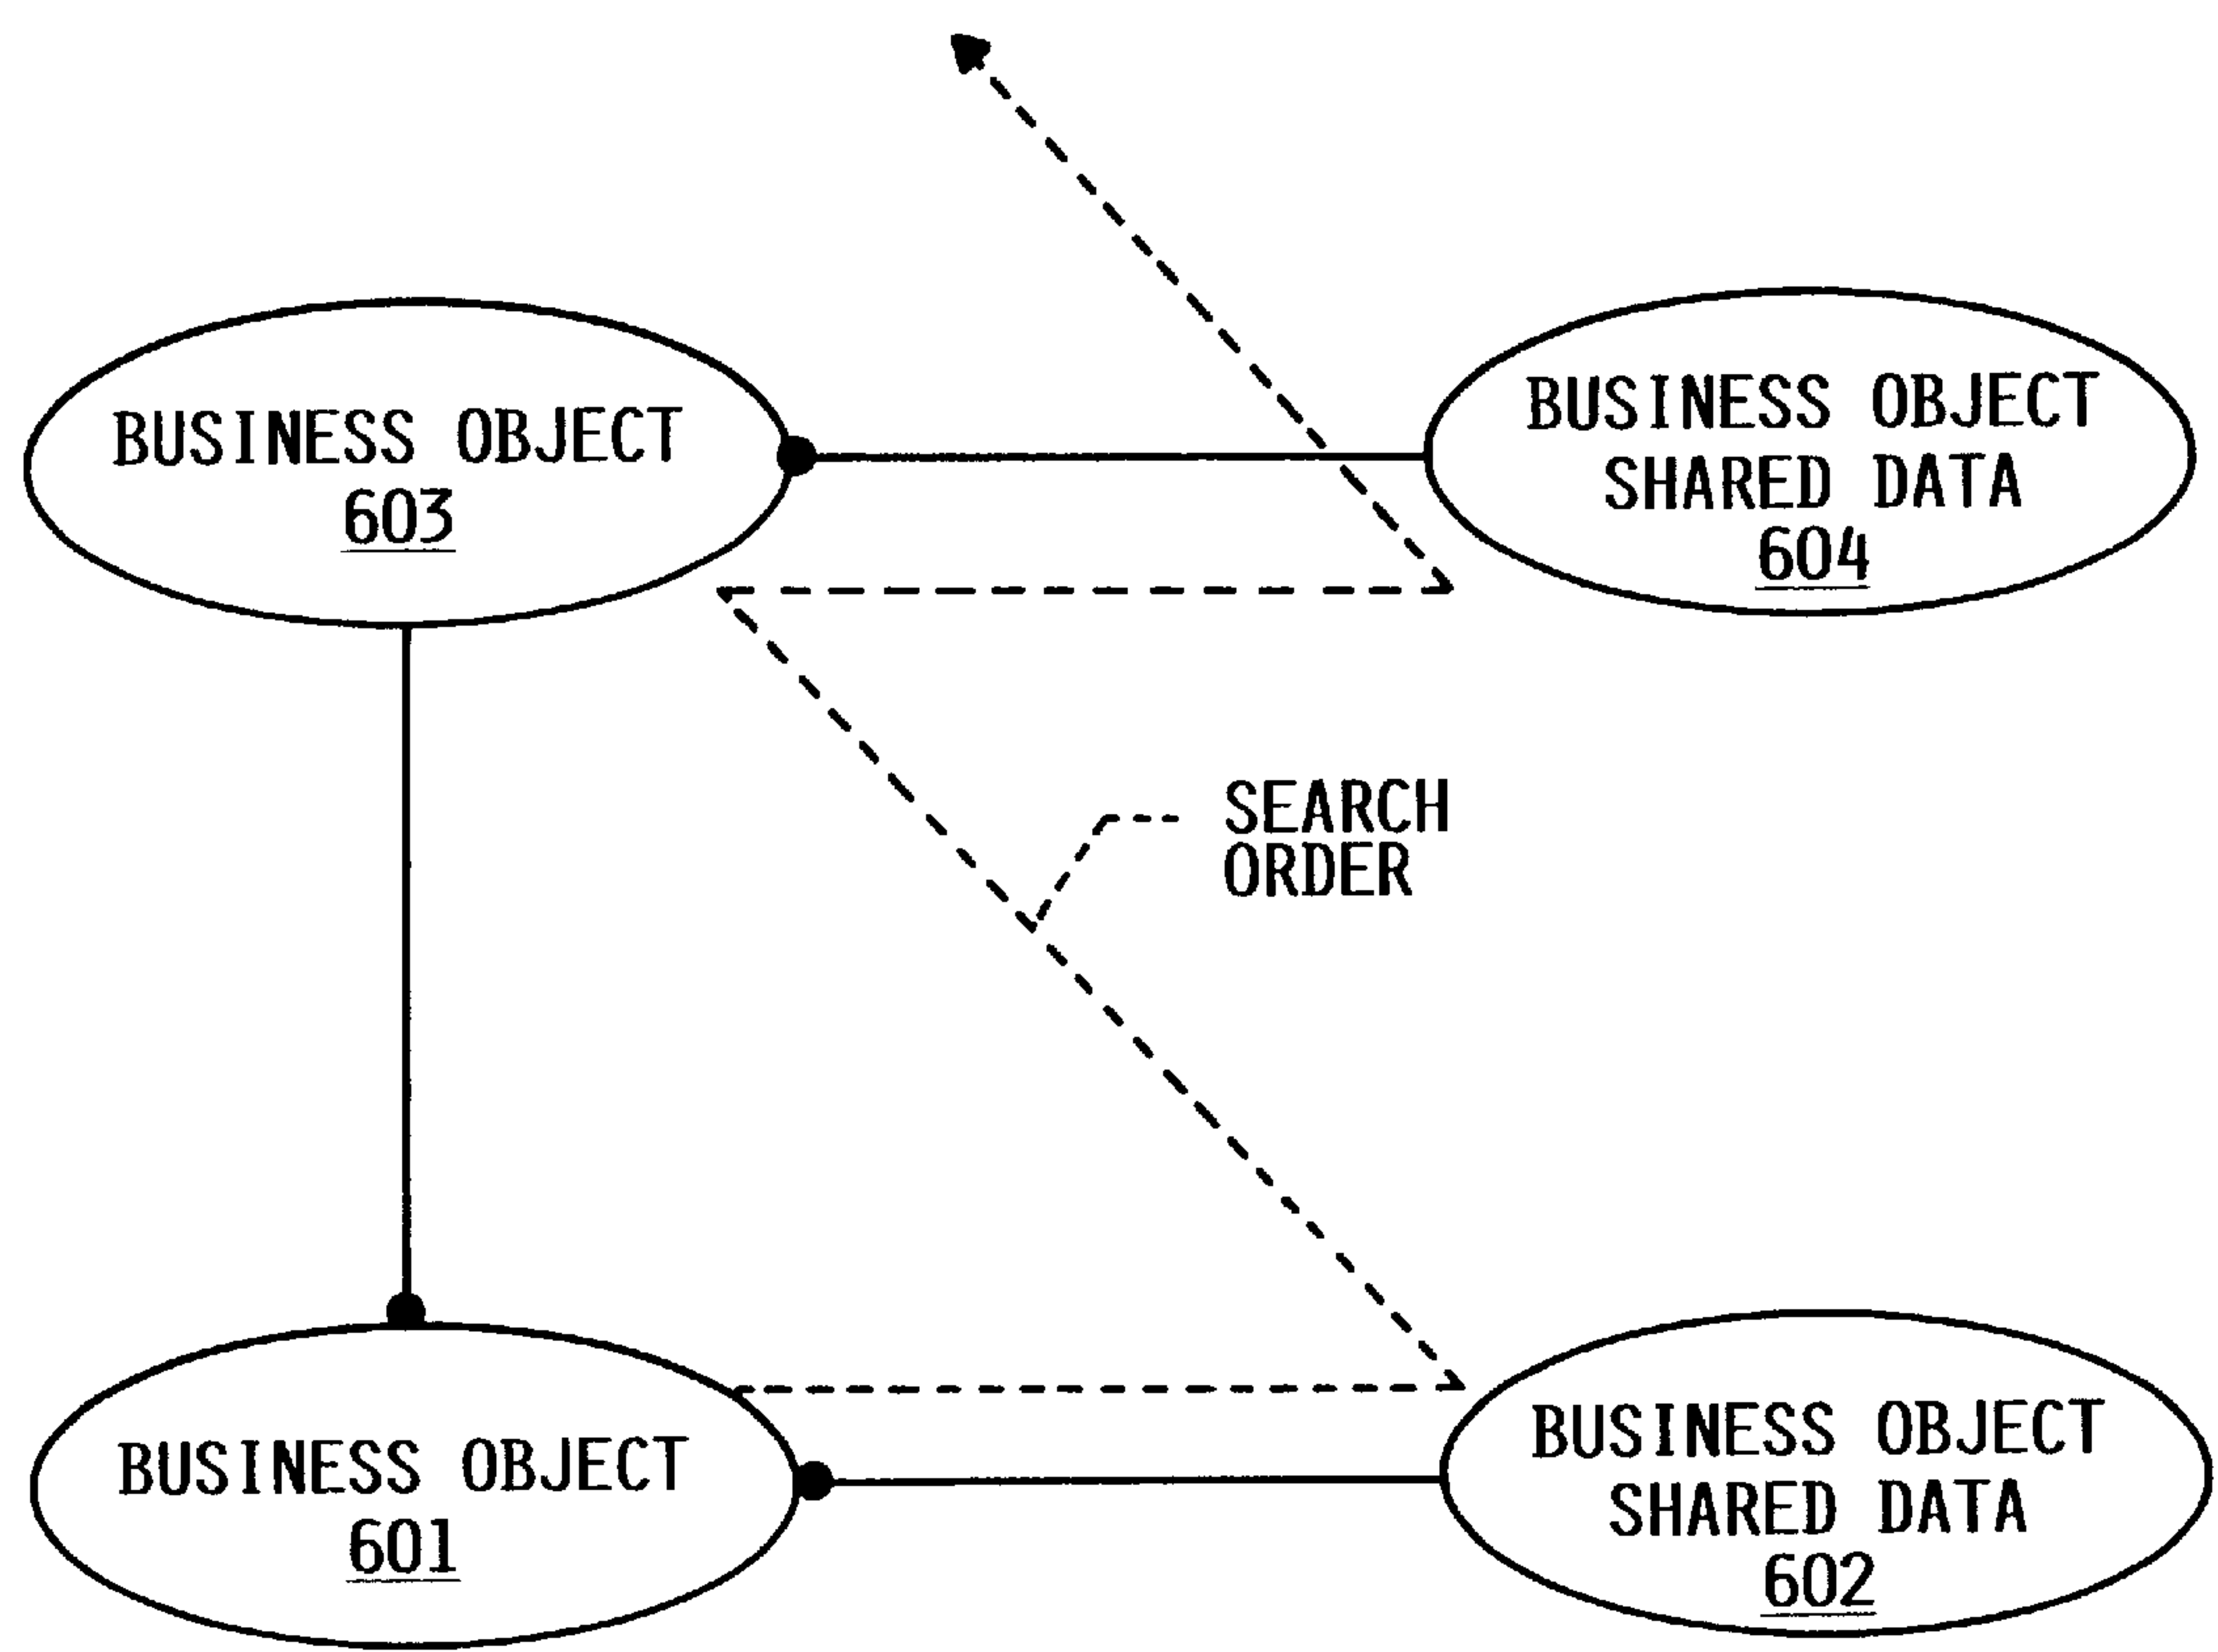 BUSINESS OBJECT
603
BUSINESS OBJECT
SHARED DATA
604
SEARCH
ORDER
BUSINESS OBJECT
601
BUSINESS OBJECT
SHARED DATA
602